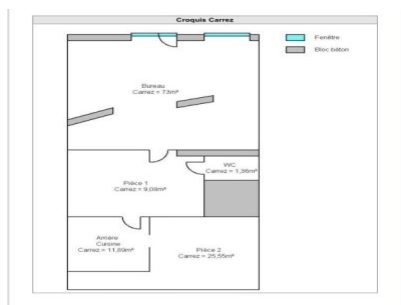 Croquis Carrez
Fenêtre
Bloc béton
Bureau
Carrez = 73m²
WC
Carrez = 1,36m²
Pièce 1
Carrez = 9,08m²
Arrière
Cuisine
Carrez = 11,89m²
Pièce 2
Carrez = 25,55m²